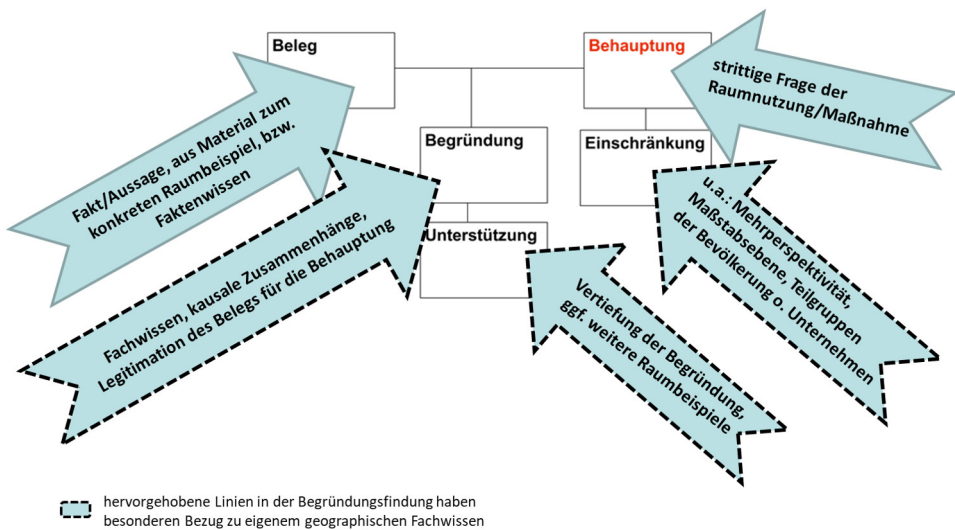 Beleg
Behauptung
strittige Frage der
Raumnutzung/Maßnahme
Fakt/Aussage, aus Material zum
konkreten Raumbeispiel, bzw.
Faktenwissen
Begründung
Einschränkung
Fachwissen, kausale Zusammenhänge,
Legitimation des Belegs für die Behauptung
Unterstützung
u.a.: Mehrperspektivität,
Maßstabsebene, Teilgruppen
der Bevölkerung o. Unternehmen
Vertiefung der Begründung,
ggf. weitere Raumbeispiele
hervorgehobene Linien in der Begründungsfindung haben
besonderen Bezug zu eigenem geographischen Fachwissen